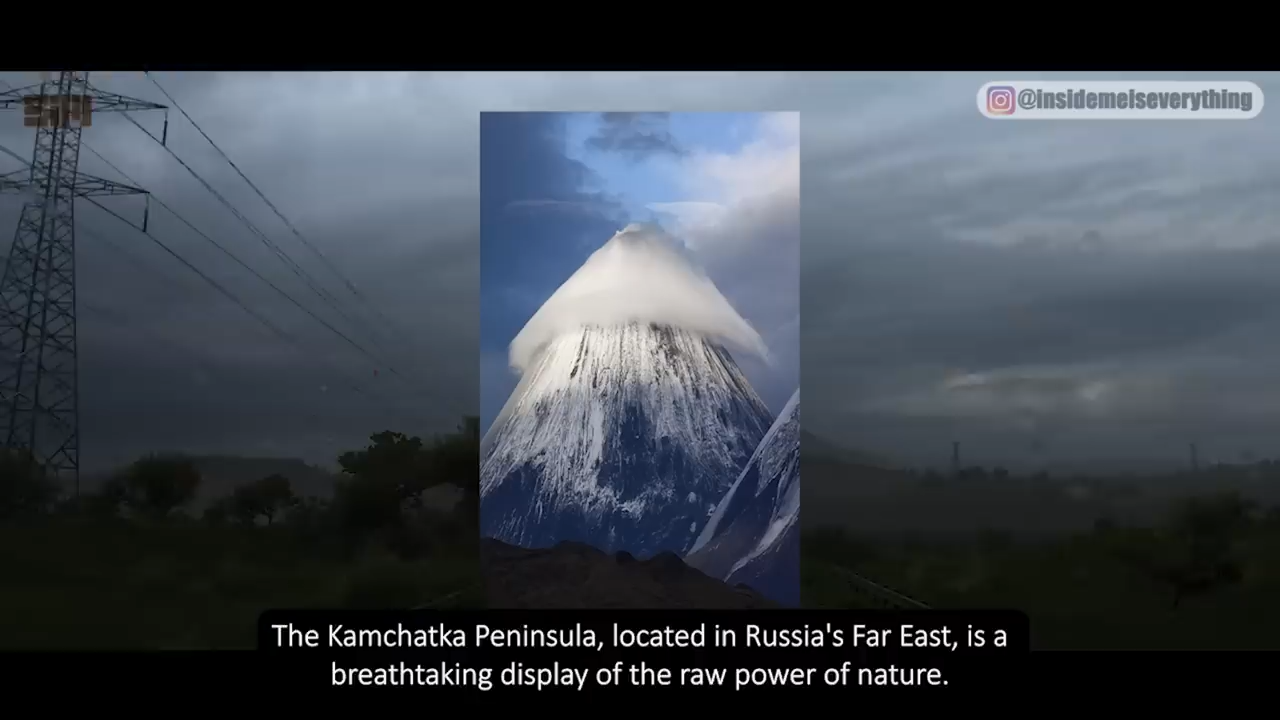 @insidemeiseverything
The Kamchatka Peninsula, located in Russia's Far East, is a
breathtaking display of the raw power of nature.